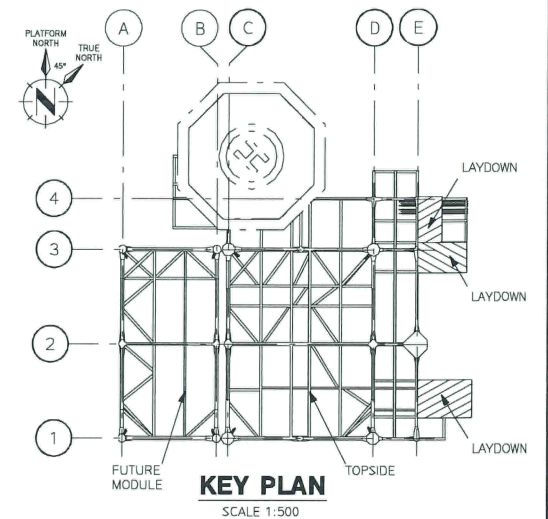 A
B
C
D
E
PLATFORM
NORTH
TRUE
NORTH
45°
N
LAYDOWN
4
3
LAYDOWN
2
1
LAYDOWN
FUTURE
MODULE
TOPSIDE
KEY PLAN
SCALE 1:500